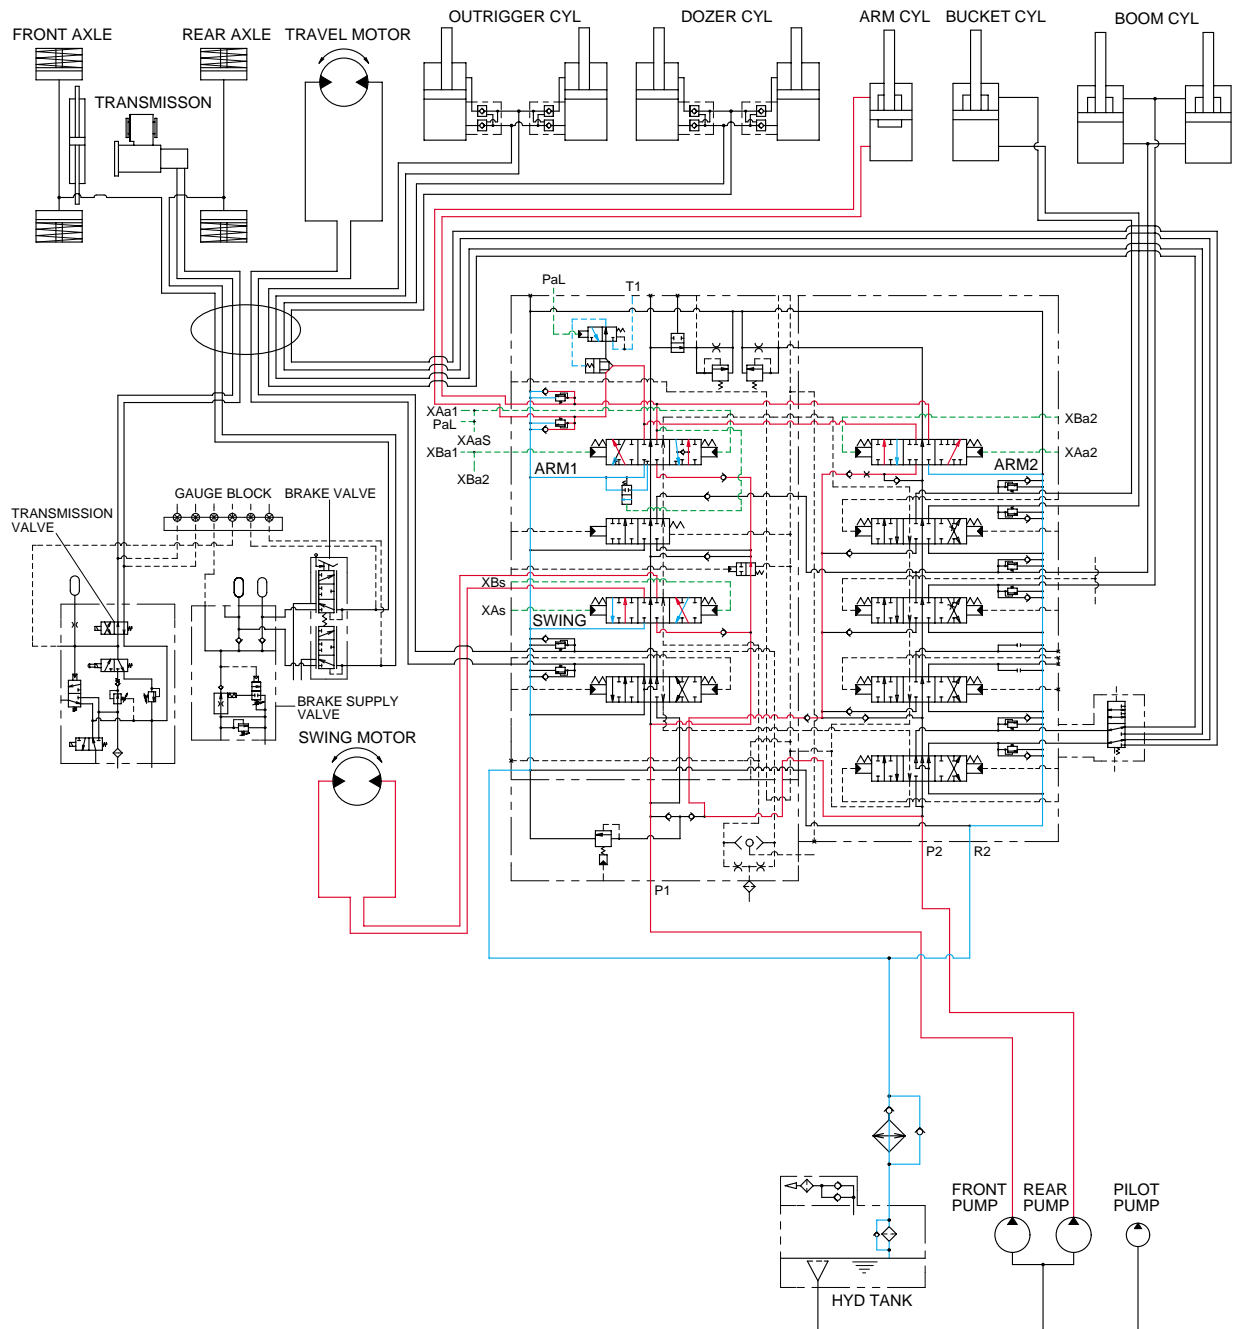 OUTRIGGER CYL
DOZER CYL
ARM CYL
BUCKET CYL
BOOM CYL
FRONT AXLE
REAR AXLE
TRAVEL MOTOR
TRANSMISSON
PaL
T1
XAa1
PaL
XAaS
XBa1
XBa2
ARM1
XBa2
XAa2
ARM2
GAUGE BLOCK
BRAKE VALVE
TRANSMISSION
VALVE
XBs
XAs
SWING
BRAKE SUPPLY
VALVE
SWING MOTOR
P1
P2
R2
FRONT
PUMP
REAR
PUMP
PILOT
PUMP
HYD TANK